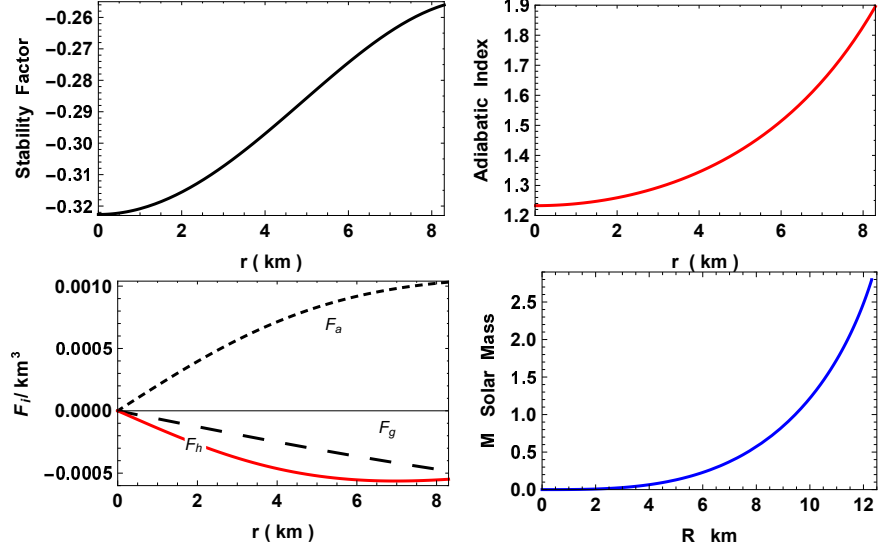 Stability Factor
−0.26
−0.27
−0.28
−0.29
−0.30
−0.31
−0.32
0 2 4 6 8
r ( km )
Adiabatic Index
1.9
1.8
1.7
1.6
1.5
1.4
1.3
1.2
0 2 4 6 8
r ( km )
F_i / km^3
0.0010
0.0005
0.0000
−0.0005
F_a
F_g
F_h
0 2 4 6 8
r ( km )
M Solar Mass
2.5
2.0
1.5
1.0
0.5
0.0
0 2 4 6 8 10 12
R km